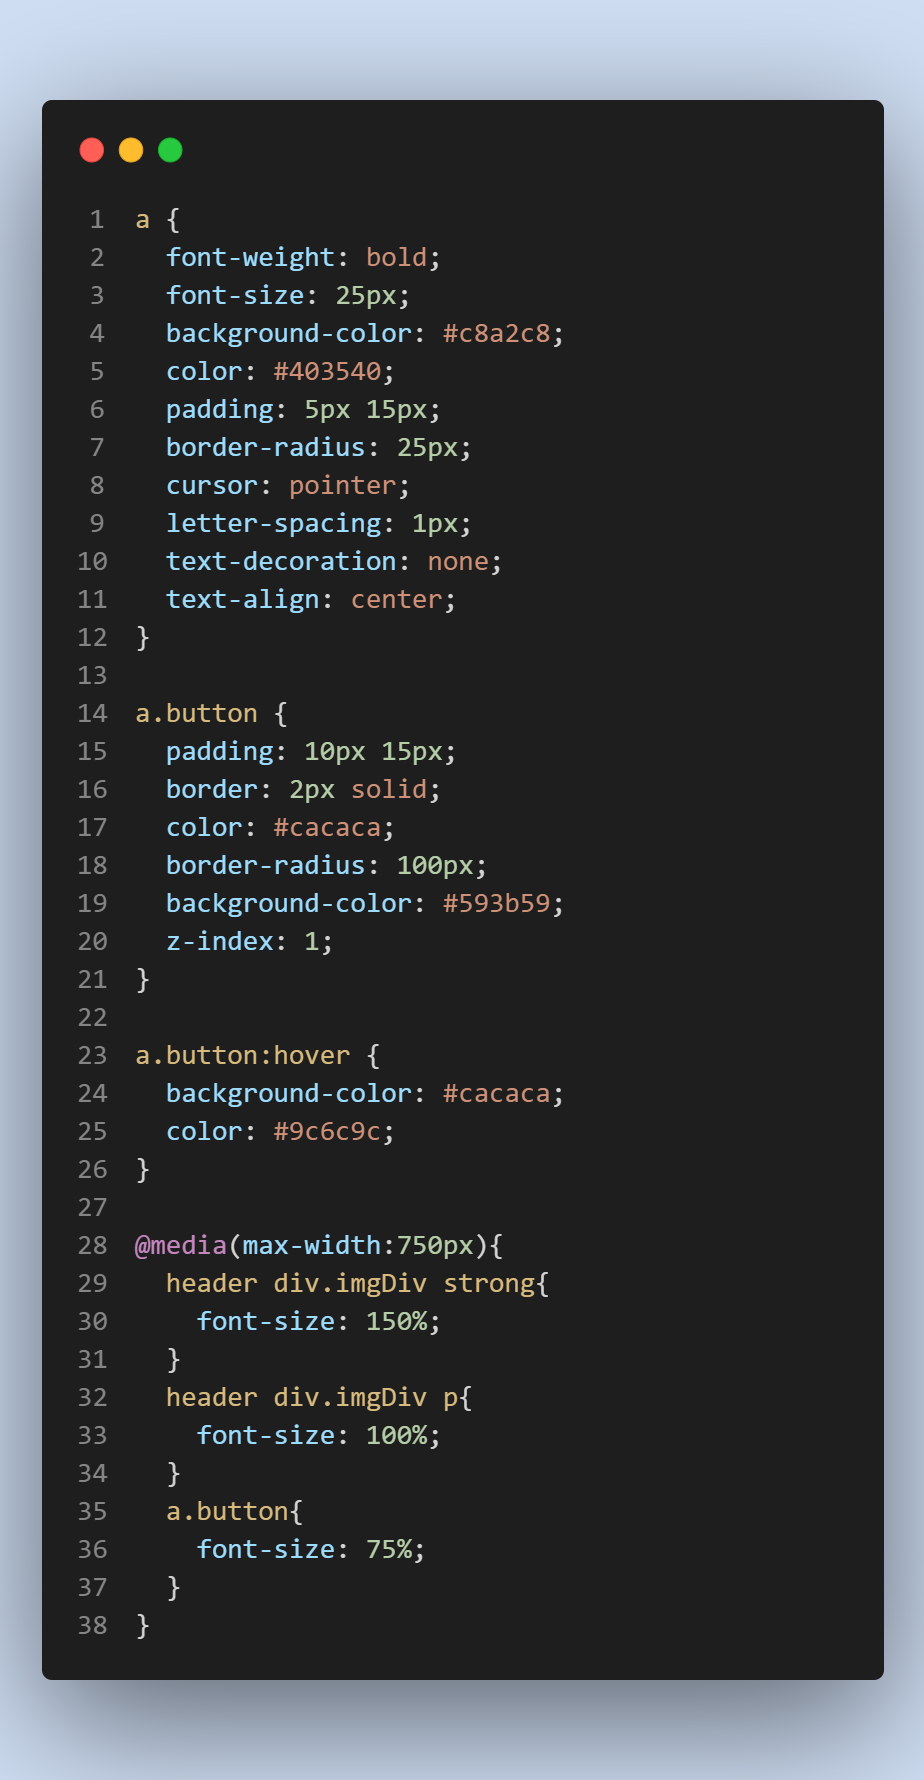 1 a {
2   font-weight: bold;
3   font-size: 25px;
4   background-color: #c8a2c8;
5   color: #403540;
6   padding: 5px 15px;
7   border-radius: 25px;
8   cursor: pointer;
9   letter-spacing: 1px;
10   text-decoration: none;
11   text-align: center;
12 }
13
14 a.button {
15   padding: 10px 15px;
16   border: 2px solid;
17   color: #cacaca;
18   border-radius: 100px;
19   background-color: #593b59;
20   z-index: 1;
21 }
22
23 a.button:hover {
24   background-color: #cacaca;
25   color: #9c6c9c;
26 }
27
28 @media(max-width:750px){
29   header div.imgDiv strong{
30     font-size: 150%;
31   }
32   header div.imgDiv p{
33     font-size: 100%;
34   }
35   a.button{
36     font-size: 75%;
37   }
38 }